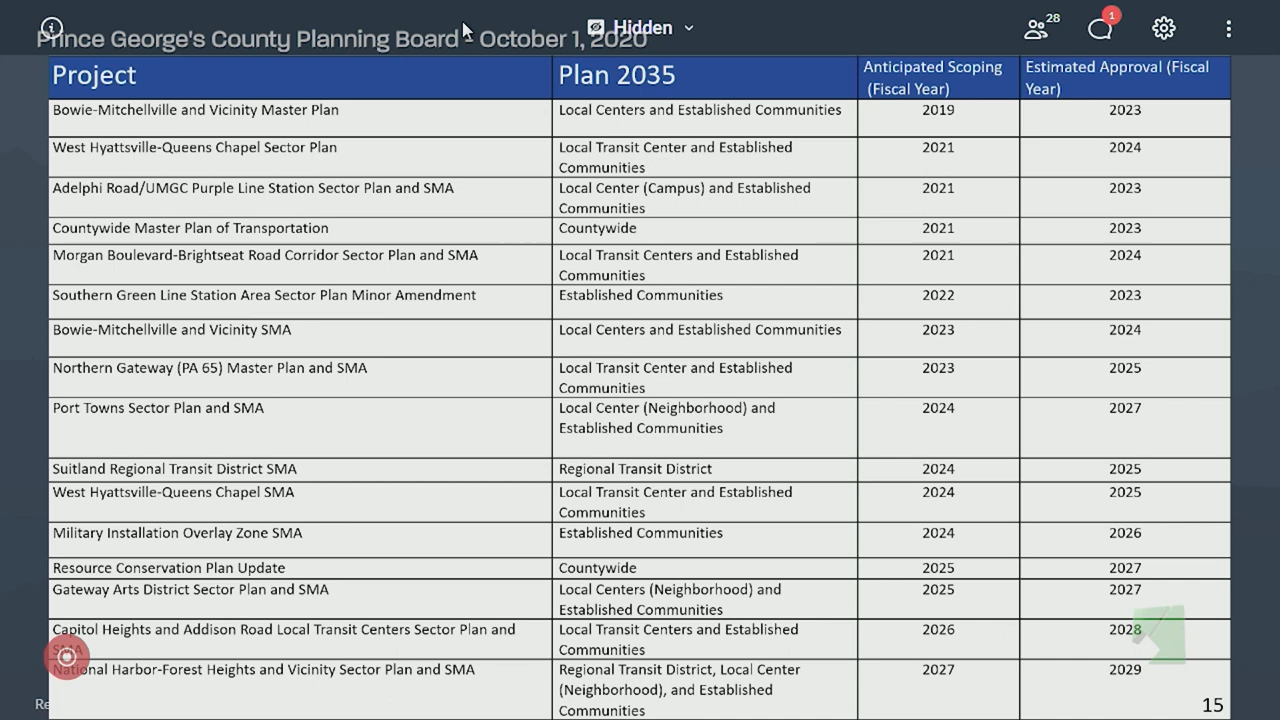 Hidden
28
1
Prince George's County Planning Board - October 1, 2020
Project Plan 2035 Anticipated Scoping (Fiscal Year) Estimated Approval (Fiscal Year)
Bowie-Mitchellville and Vicinity Master Plan Local Centers and Established Communities 2019 2023
West Hyattsville-Queens Chapel Sector Plan Local Transit Center and Established Communities 2021 2024
Adelphi Road/UMGC Purple Line Station Sector Plan and SMA Local Center (Campus) and Established Communities 2021 2023
Countywide Master Plan of Transportation Countywide 2021 2023
Morgan Boulevard-Brightseat Road Corridor Sector Plan and SMA Local Transit Centers and Established Communities 2021 2024
Southern Green Line Station Area Sector Plan Minor Amendment Established Communities 2022 2023
Bowie-Mitchellville and Vicinity SMA Local Centers and Established Communities 2023 2024
Northern Gateway (PA 65) Master Plan and SMA Local Transit Center and Established Communities 2023 2025
Port Towns Sector Plan and SMA Local Center (Neighborhood) and Established Communities 2024 2027
Suitland Regional Transit District SMA Regional Transit District 2024 2025
West Hyattsville-Queens Chapel SMA Local Transit Center and Established Communities 2024 2025
Military Installation Overlay Zone SMA Established Communities 2024 2026
Resource Conservation Plan Update Countywide 2025 2027
Gateway Arts District Sector Plan and SMA Local Centers (Neighborhood) and Established Communities 2025 2027
Capitol Heights and Addison Road Local Transit Centers Sector Plan and SMA Local Transit Centers and Established Communities 2026 2028
National Harbor-Forest Heights and Vicinity Sector Plan and SMA Regional Transit District, Local Center (Neighborhood), and Established Communities 2027 2029
15